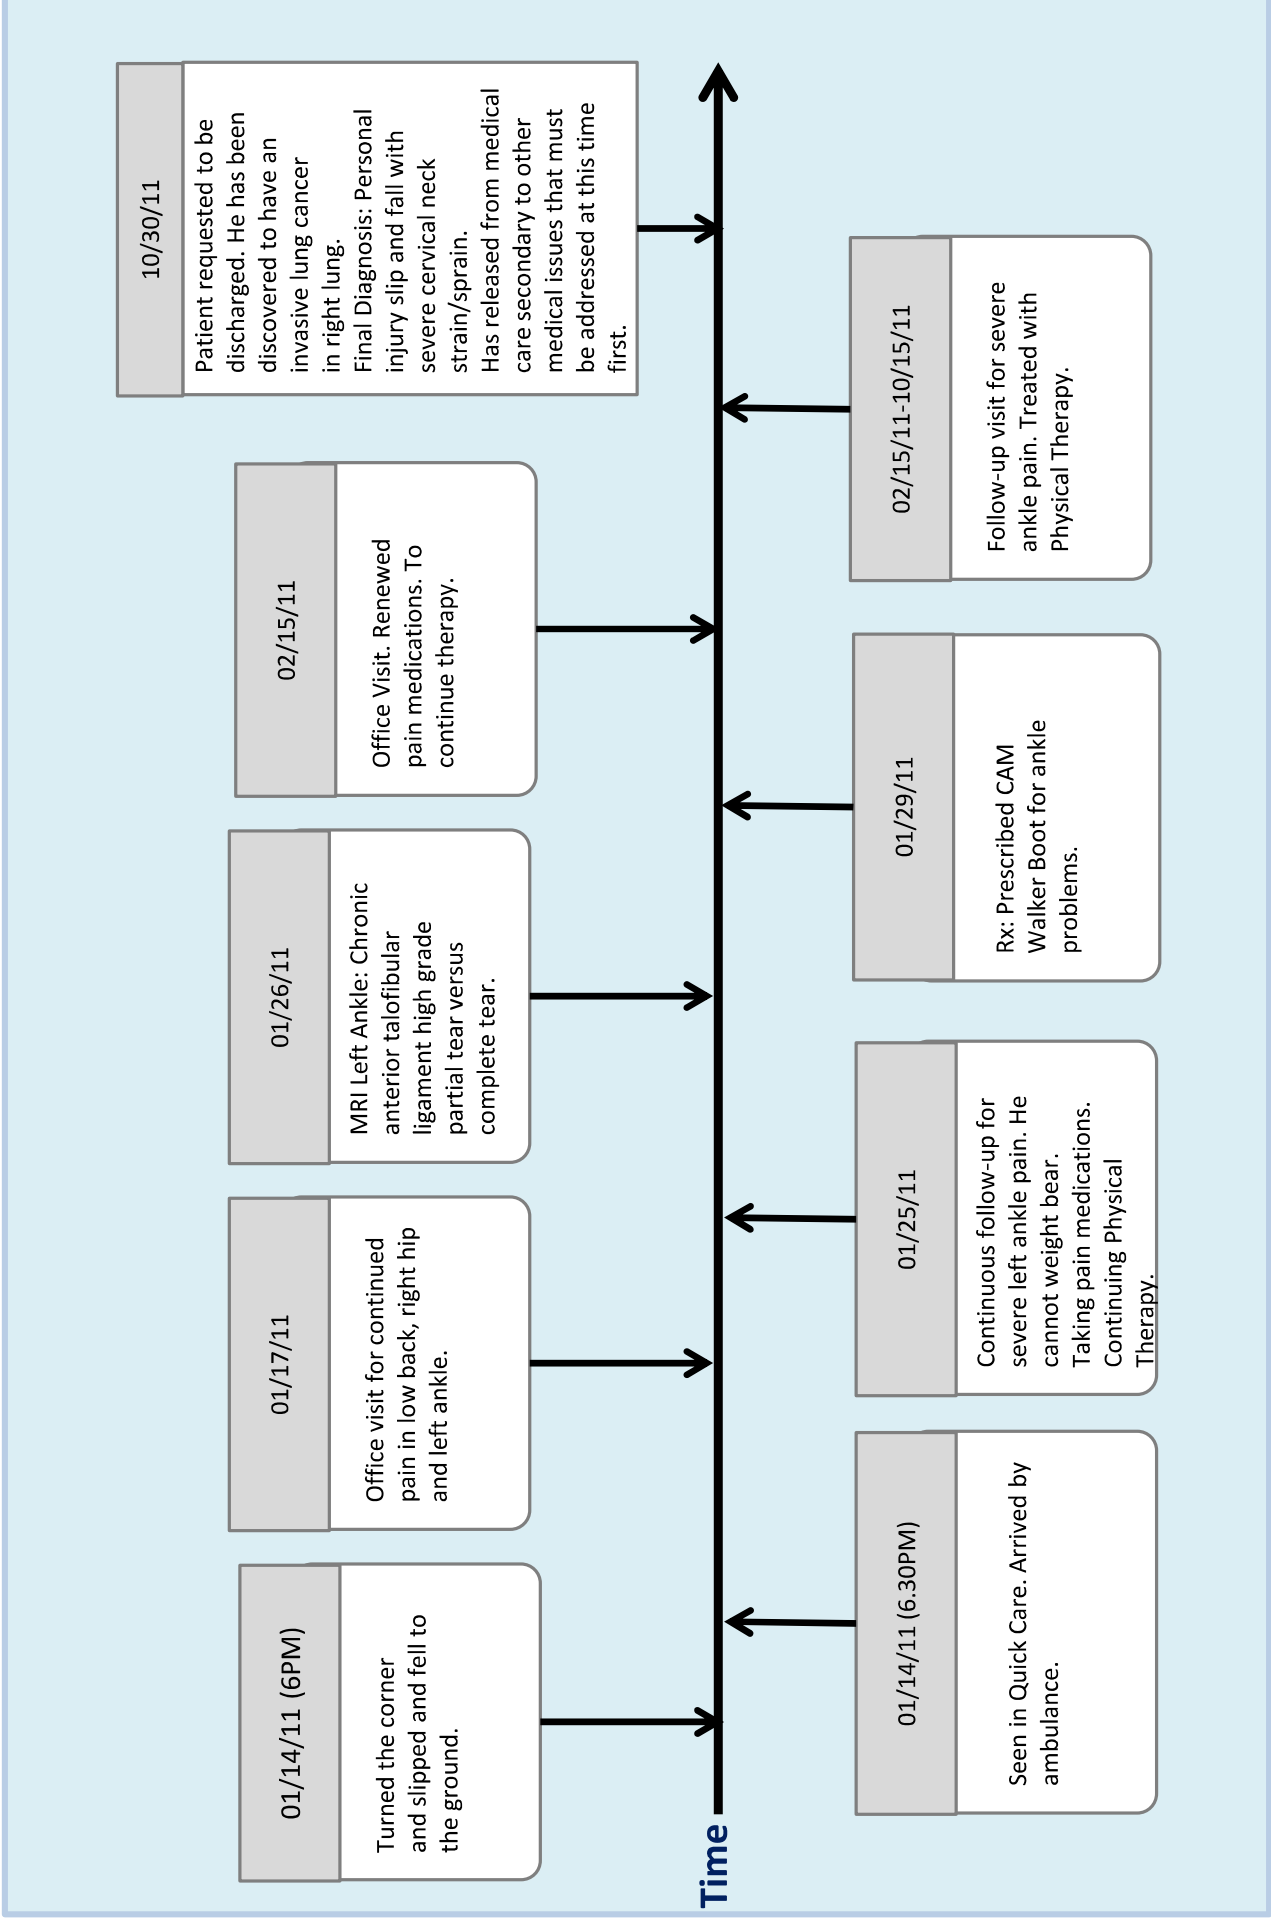 01/14/11 (6PM)
Turned the corner
and slipped and fell to
the ground.
01/17/11
Office visit for continued
pain in low back, right hip
and left ankle.
01/26/11
MRI Left Ankle: Chronic
anterior talofibular
ligament high grade
partial tear versus
complete tear.
02/15/11
Office Visit. Renewed
pain medications. To
continue therapy.
10/30/11
Patient requested to be
discharged. He has been
discovered to have an
invasive lung cancer
in right lung.
Final Diagnosis: Personal
injury slip and fall with
severe cervical neck
strain/sprain.
Has released from medical
care secondary to other
medical issues that must
be addressed at this time
first.
Time
01/14/11 (6.30PM)
Seen in Quick Care. Arrived by
ambulance.
01/25/11
Continuous follow-up for
severe left ankle pain. He
cannot weight bear.
Taking pain medications.
Continuing Physical
Therapy.
01/29/11
Rx: Prescribed CAM
Walker Boot for ankle
problems.
02/15/11-10/15/11
Follow-up visit for severe
ankle pain. Treated with
Physical Therapy.